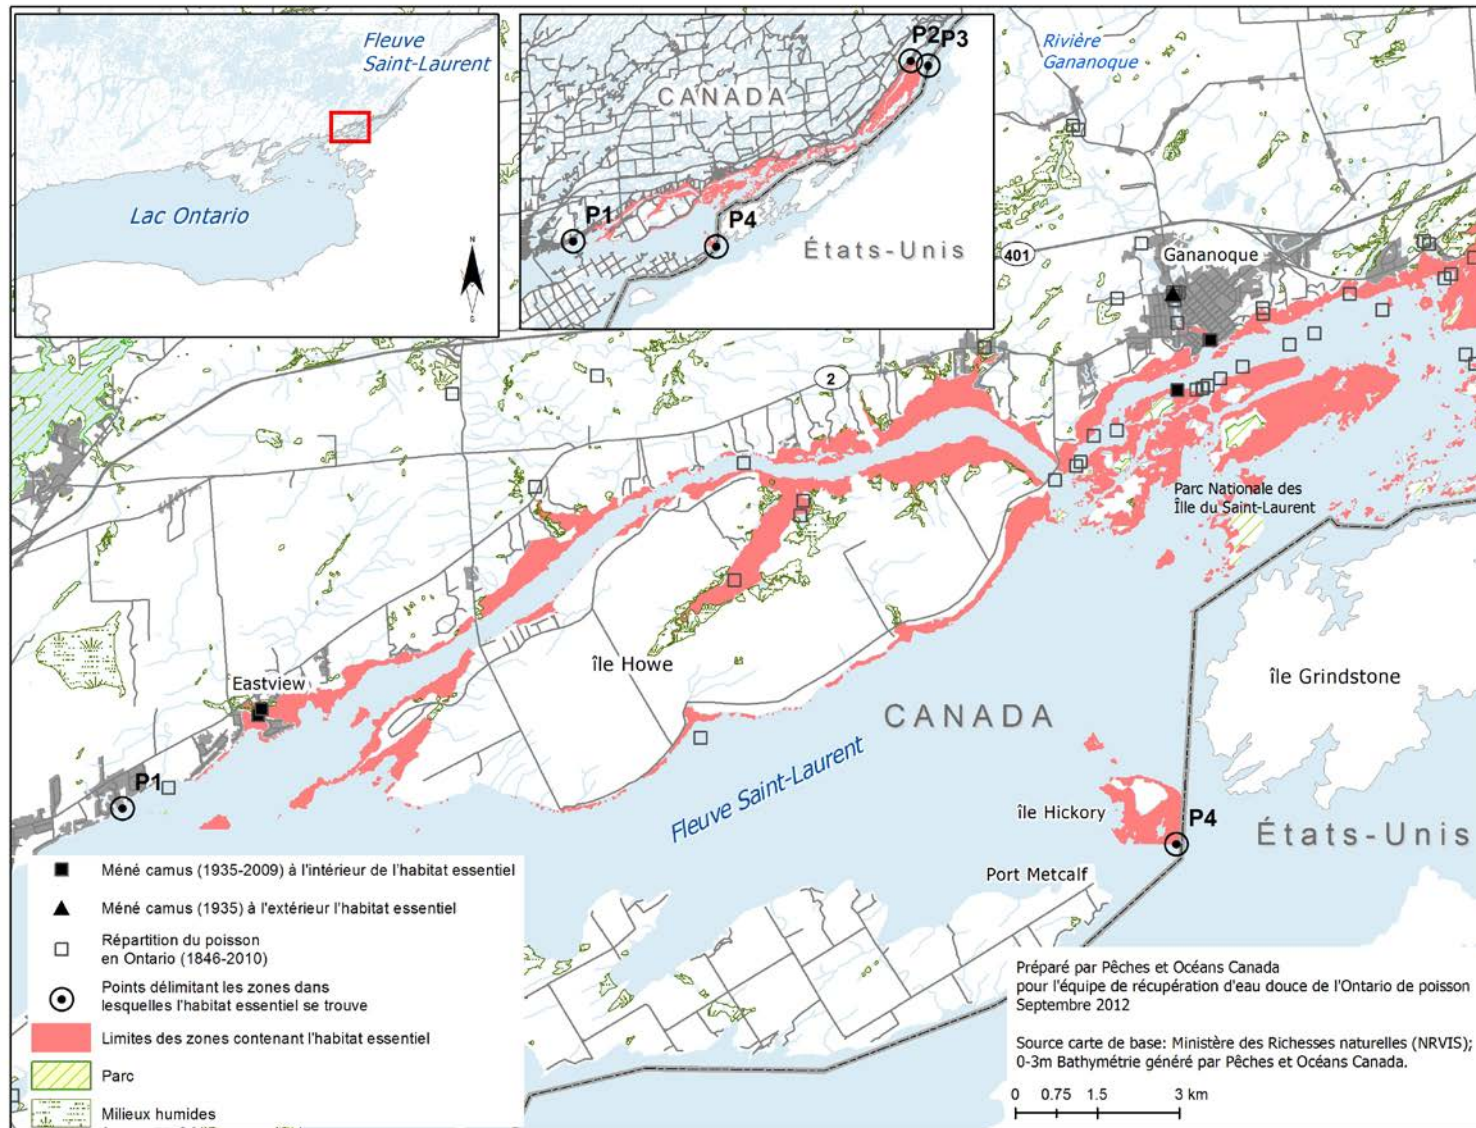 Fleuve
Saint-Laurent
Lac Ontario
N
S
P2
P3
CANADA
P1
P4
États-Unis
Rivière
Gananoque
401
Gananoque
2
Parc Nationale des
Îlle du Saint-Laurent
île Howe
île Grindstone
Eastview
CANADA
P1
Fleuve Saint-Laurent
île Hickory
P4
États-Unis
Port Metcalf
Méné camus (1935-2009) à l'intérieur de l'habitat essentiel
Méné camus (1935) à l'extérieur l'habitat essentiel
Répartition du poisson
en Ontario (1846-2010)
Points délimitant les zones dans
lesquelles l'habitat essentiel se trouve
Limites des zones contenant l'habitat essentiel
Parc
Milieux humides
Préparé par Pêches et Océans Canada
pour l'équipe de récupération d'eau douce de l'Ontario de poisson
Septembre 2012
Source carte de base: Ministère des Richesses naturelles (NRVIS);
0-3m Bathymétrie généré par Pêches et Océans Canada.
0 0.75 1.5 3 km